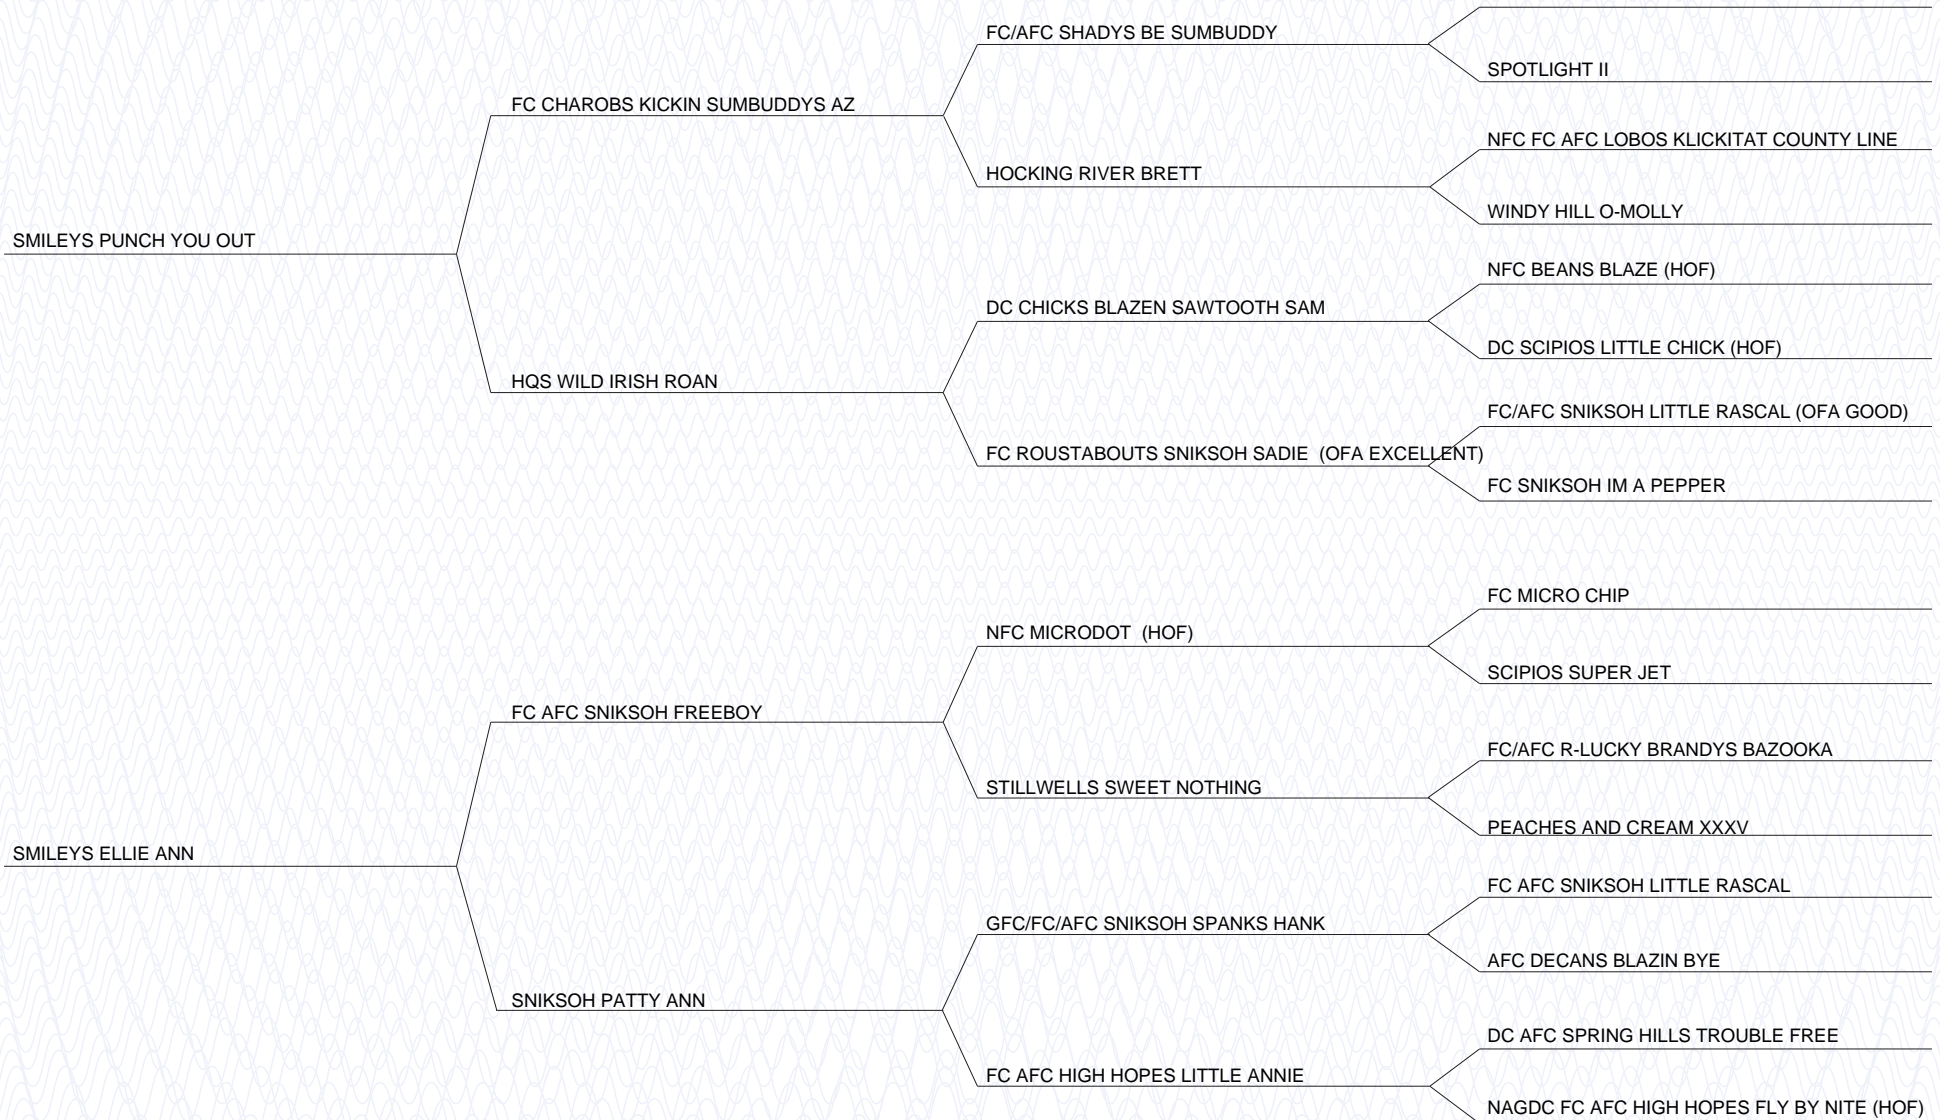 FC/AFC SHADYS BE SUMBUDDY
SPOTLIGHT II
FC CHAROBS KICKIN SUMBUDDYS AZ
NFC FC AFC LOBOS KLICKITAT COUNTY LINE
HOCKING RIVER BRETT
WINDY HILL O-MOLLY
SMILEYS PUNCH YOU OUT
NFC BEANS BLAZE (HOF)
DC CHICKS BLAZEN SAWTOOTH SAM
DC SCIPIOS LITTLE CHICK (HOF)
HQS WILD IRISH ROAN
FC/AFC SNIKSOH LITTLE RASCAL (OFA GOOD)
FC ROUSTABOUTS SNIKSOH SADIE (OFA EXCELLENT)
FC SNIKSOH IM A PEPPER
FC MICRO CHIP
NFC MICRODOT (HOF)
SCIPIOS SUPER JET
FC AFC SNIKSOH FREEBOY
FC/AFC R-LUCKY BRANDYS BAZOOKA
STILLWELLS SWEET NOTHING
PEACHES AND CREAM XXXV
SMILEYS ELLIE ANN
FC AFC SNIKSOH LITTLE RASCAL
GFC/FC/AFC SNIKSOH SPANKS HANK
AFC DECANS BLAZIN BYE
SNIKSOH PATTY ANN
DC AFC SPRING HILLS TROUBLE FREE
FC AFC HIGH HOPES LITTLE ANNIE
NAGDC FC AFC HIGH HOPES FLY BY NITE (HOF)